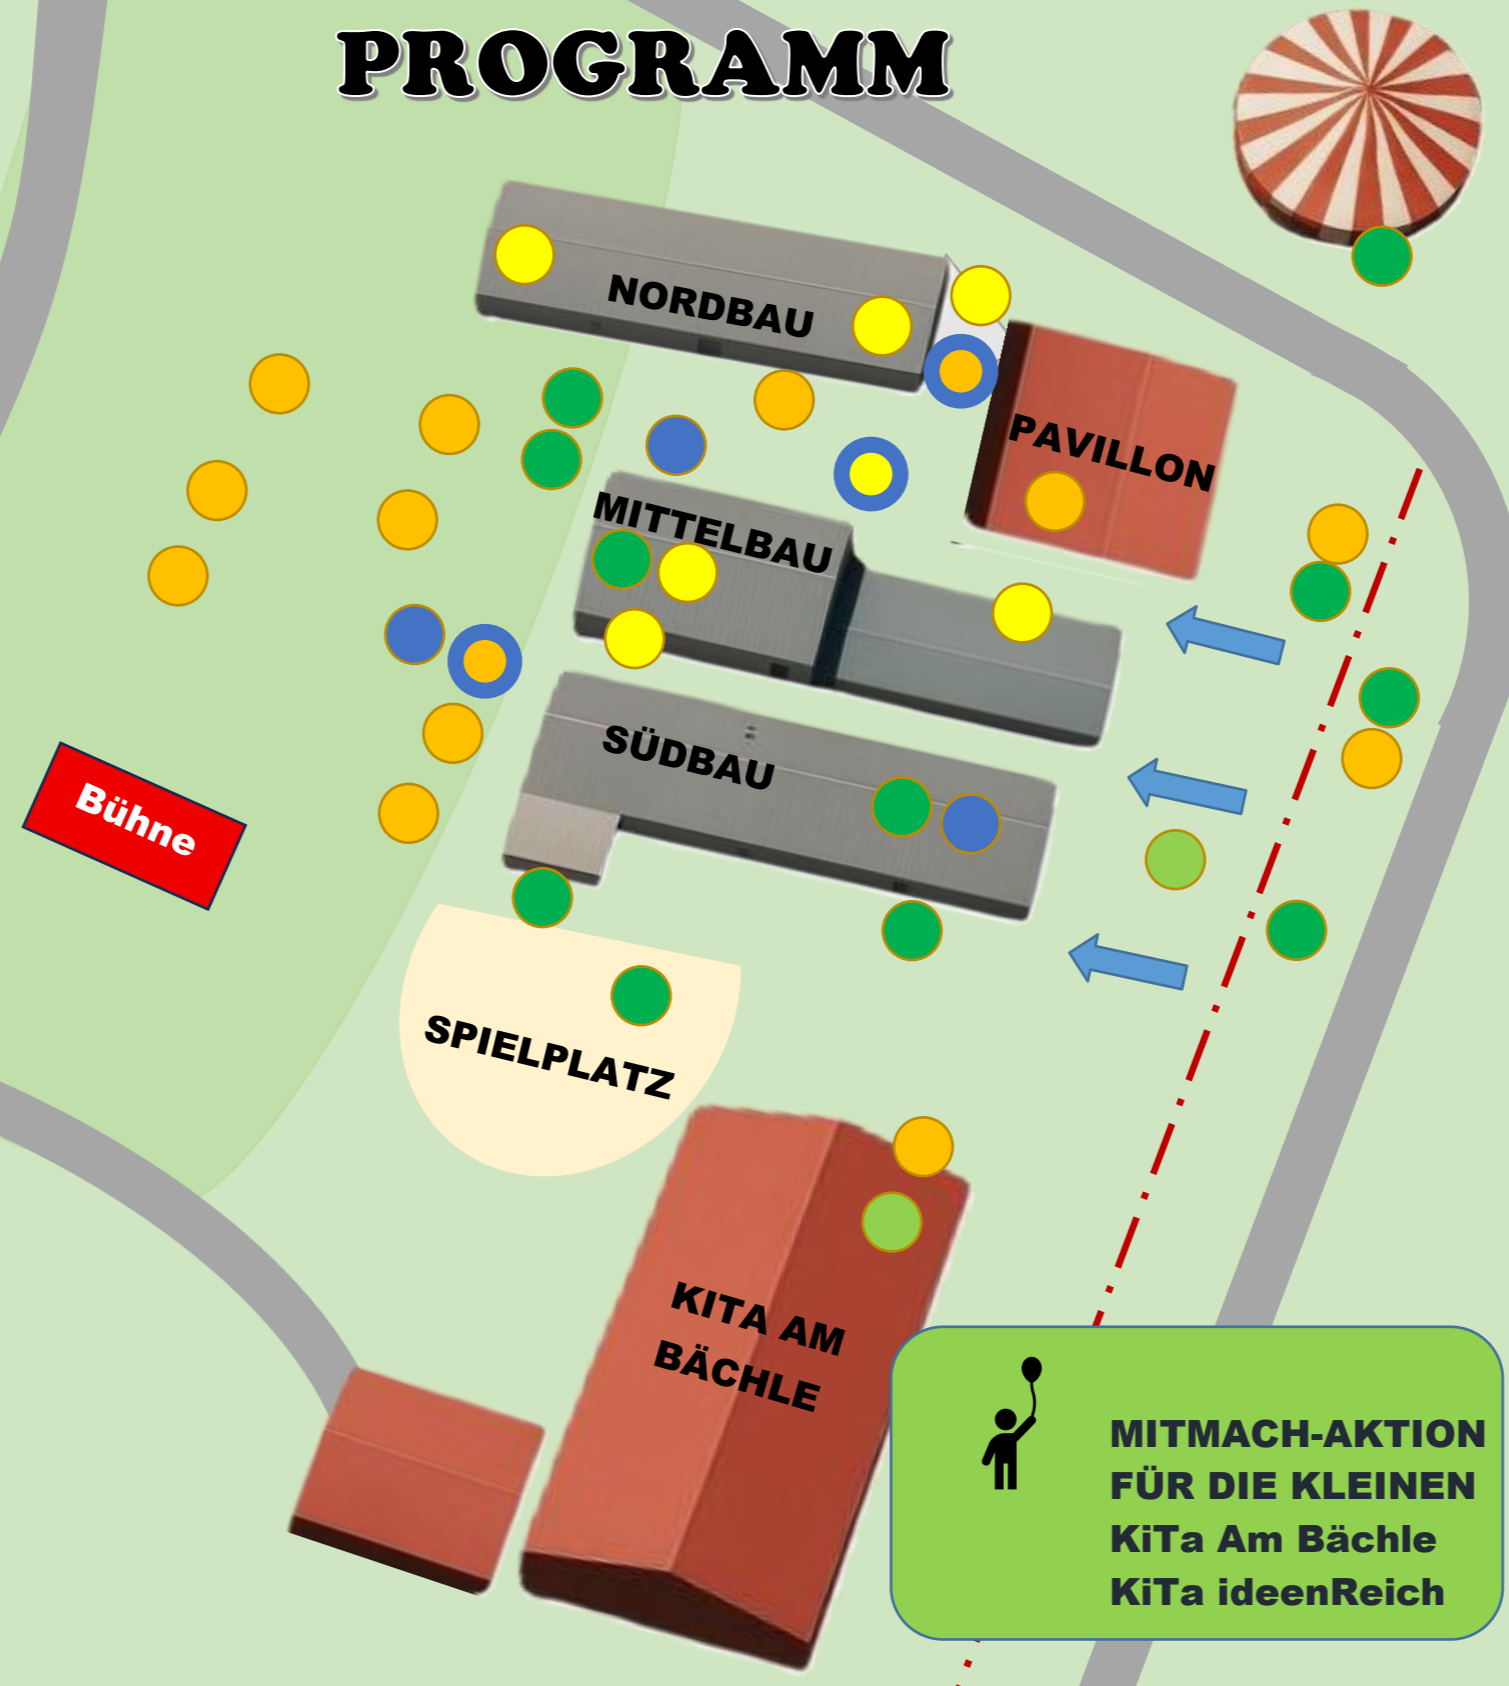 PROGRAMM
NORDBAU
PAVILLON
MITTELBAU
SÜDBAU
Bühne
SPIELPLATZ
KITA AM
BÄCHLE
MITMACH-AKTION
FÜR DIE KLEINEN
KiTa Am Bächle
KiTa ideenReich